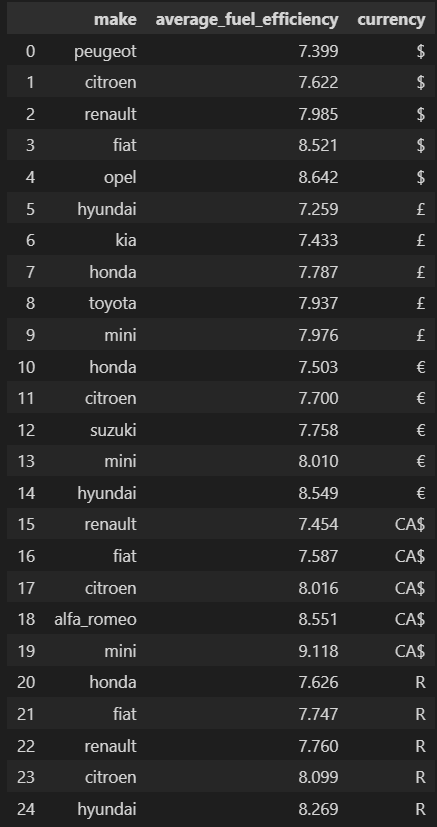 make average_fuel_efficiency currency
0 peugeot 7.399 $
1 citroen 7.622 $
2 renault 7.985 $
3 fiat 8.521 $
4 opel 8.642 $
5 hyundai 7.259 £
6 kia 7.433 £
7 honda 7.787 £
8 toyota 7.937 £
9 mini 7.976 £
10 honda 7.503 €
11 citroen 7.700 €
12 suzuki 7.758 €
13 mini 8.010 €
14 hyundai 8.549 €
15 renault 7.454 CA$
16 fiat 7.587 CA$
17 citroen 8.016 CA$
18 alfa_romeo 8.551 CA$
19 mini 9.118 CA$
20 honda 7.626 R
21 fiat 7.747 R
22 renault 7.760 R
23 citroen 8.099 R
24 hyundai 8.269 R